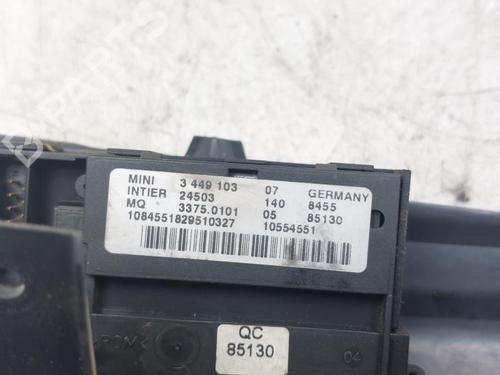 MINI 3 449 103 07 GERMANY
INTIER 24503 140 8455
MQ 3375.0101 05 85130
1084551829510327 10554551
QC
85130
04